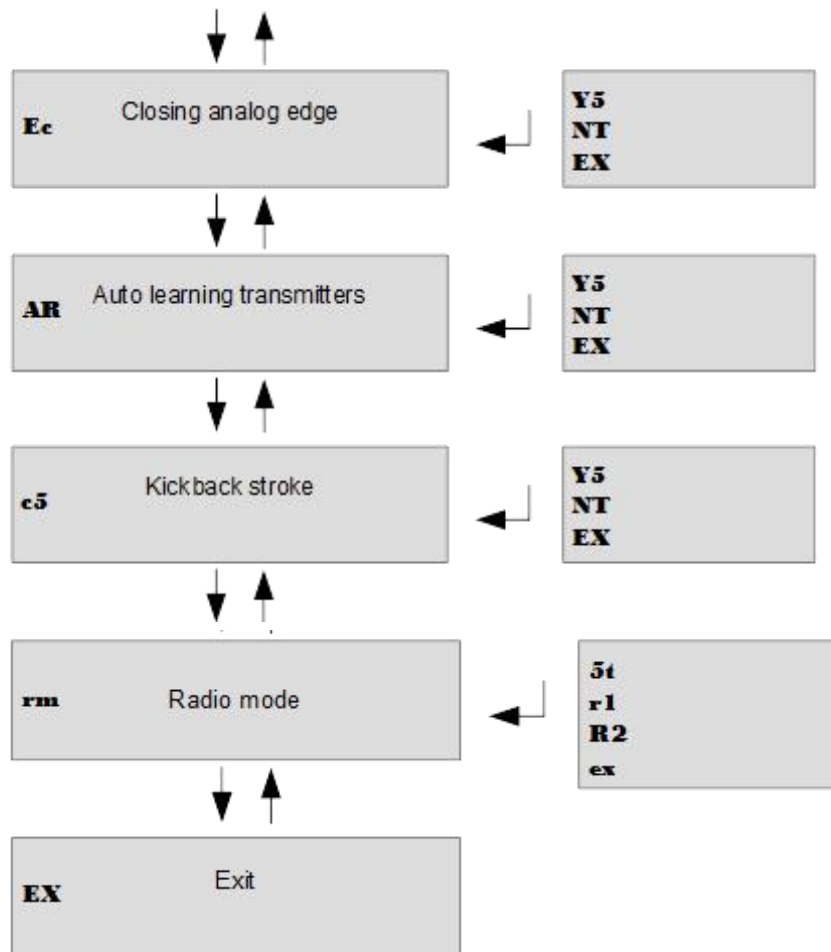 Ec Closing analog edge
Y5
NT
EX
AR Auto learning transmitters
Y5
NT
EX
c5 Kickback stroke
Y5
NT
EX
rm Radio mode
5t
r1
R2
ex
EX Exit